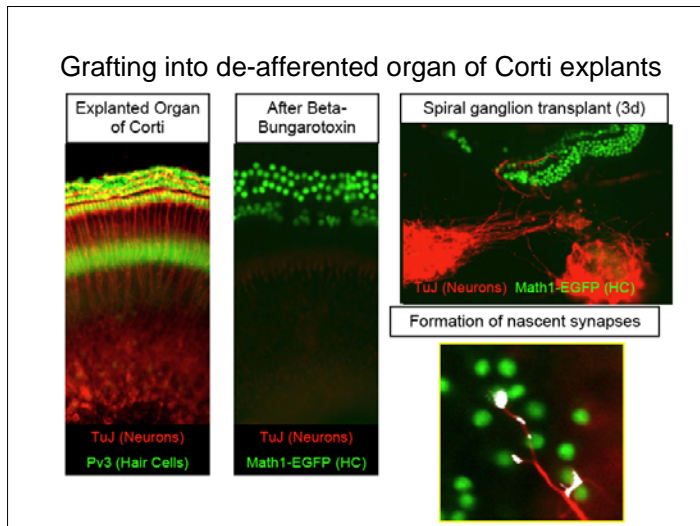 Grafting into de-afferented organ of Corti explants
Explanted Organ
of Corti
TuJ (Neurons)
Pv3 (Hair Cells)
After Beta-
Bungarotoxin
TuJ (Neurons)
Math1-EGFP (HC)
Spiral ganglion transplant (3d)
TuJ (Neurons) Math1-EGFP (HC)
Formation of nascent synapses